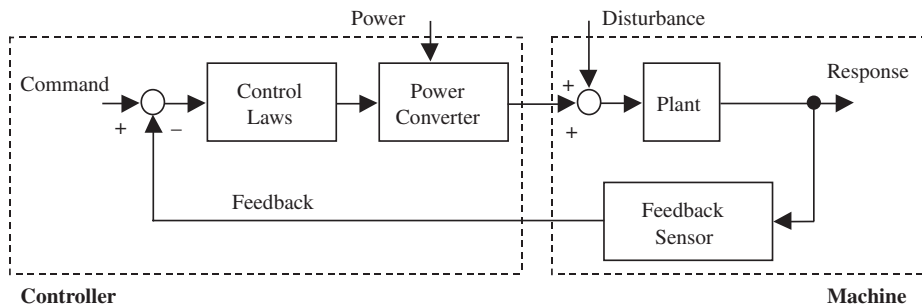 Power
Disturbance
Command
Control
Laws
Power
Converter
Plant
Response
+
−
+
+
Feedback
Feedback
Sensor
Controller
Machine